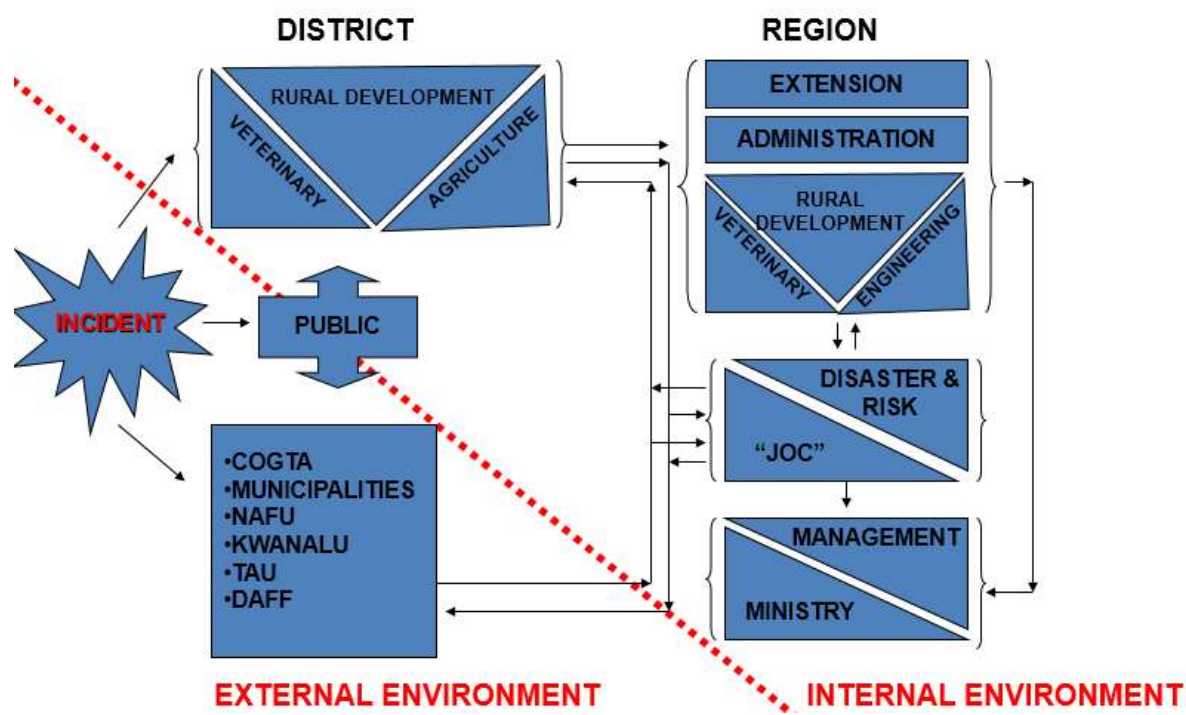 DISTRICT
REGION
RURAL DEVELOPMENT
VETERINARY
AGRICULTURE
EXTENSION
ADMINISTRATION
RURAL
DEVELOPMENT
VETERINARY
ENGINEERING
INCIDENT
PUBLIC
DISASTER &
RISK
“JOC”
•COGTA
•MUNICIPALITIES
•NAFU
•KWANALU
•TAU
•DAFF
MANAGEMENT
MINISTRY
EXTERNAL ENVIRONMENT
INTERNAL ENVIRONMENT